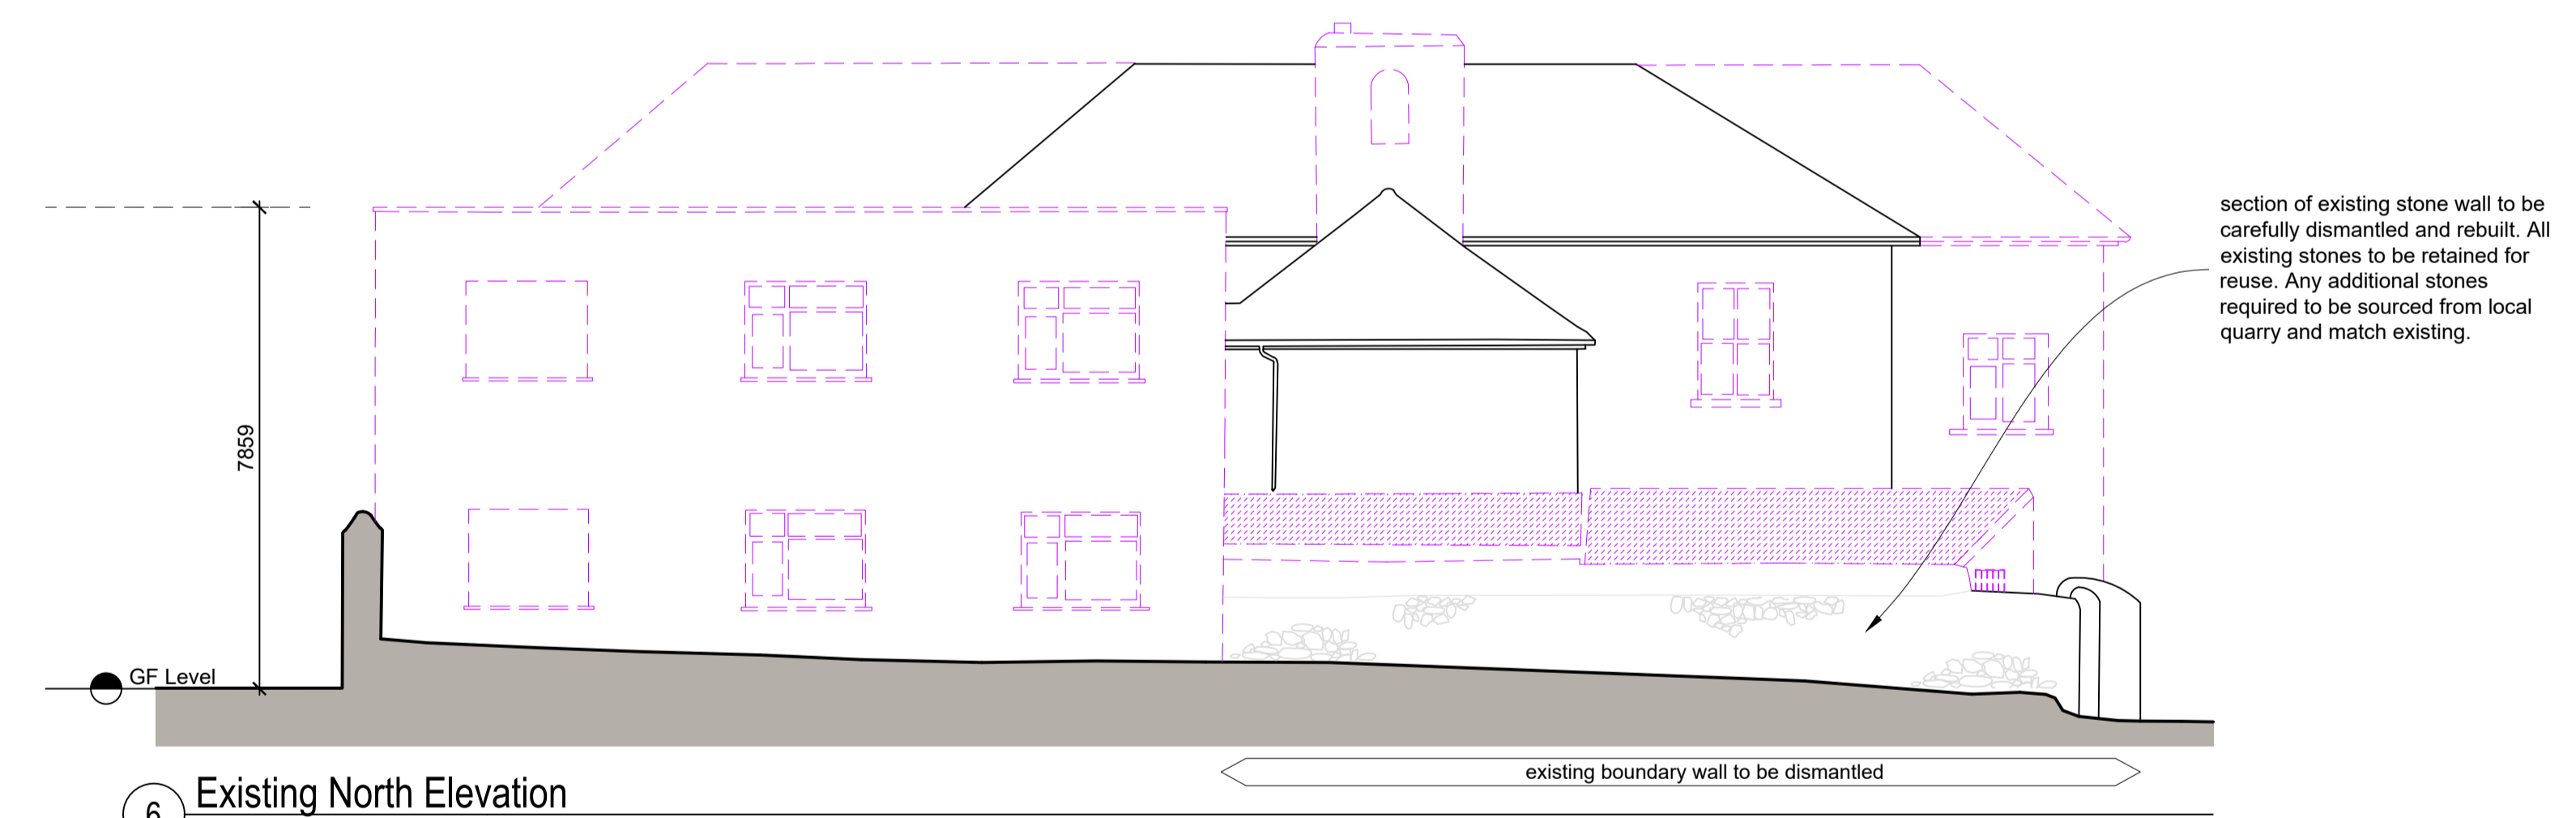 section of existing stone wall to be
carefully dismantled and rebuilt. All
existing stones to be retained for
reuse. Any additional stones
required to be sourced from local
quarry and match existing.
7859
GF Level
existing boundary wall to be dismantled
6
Existing North Elevation